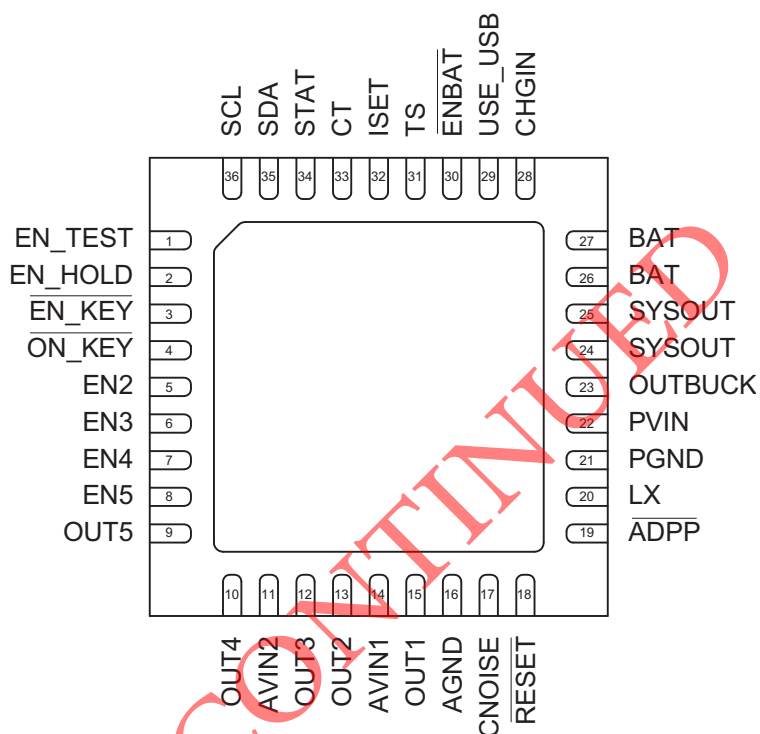 SCL
SDA
STAT
CT
ISET
TS
ENBAT
USE_USB
CHGIN
36
35
34
33
32
31
30
29
28
EN_TEST 1
EN_HOLD 2
EN_KEY 3
ON_KEY 4
EN2 5
EN3 6
EN4 7
EN5 8
OUT5 9
27 BAT
26 BAT
25 SYSOUT
24 SYSOUT
23 OUTBUCK
22 PVIN
21 PGND
20 LX
19 ADPP
10
11
12
13
14
15
16
17
18
OUT4
AVIN2
OUT3
OUT2
AVIN1
OUT1
AGND
CNOISE
RESET
CONTINUED